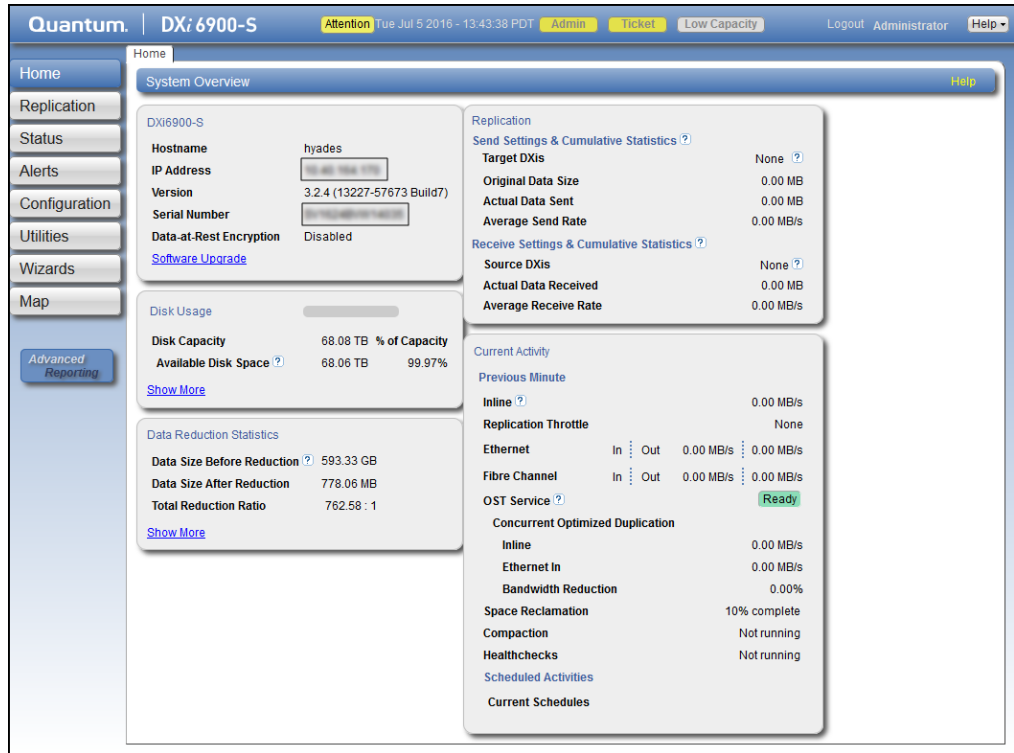 Quantum. DXi 6900-S Attention Tue Jul 5 2016 - 13:43:38 PDT Admin Ticket Low Capacity Logout Administrator Help
Home
Replication
Status
Alerts
Configuration
Utilities
Wizards
Map
Advanced
Reporting
Home
System Overview Help
DXi6900-S
Hostname hyades
IP Address
Version 3.2.4 (13227-57673 Build7)
Serial Number
Data-at-Rest Encryption Disabled
Software Upgrade
Disk Usage
Disk Capacity 68.08 TB % of Capacity
Available Disk Space ? 68.06 TB 99.97%
Show More
Data Reduction Statistics
Data Size Before Reduction ? 593.33 GB
Data Size After Reduction 778.06 MB
Total Reduction Ratio 762.58 : 1
Show More
Replication
Send Settings & Cumulative Statistics ?
Target DXis None ?
Original Data Size 0.00 MB
Actual Data Sent 0.00 MB
Average Send Rate 0.00 MB/s
Receive Settings & Cumulative Statistics ?
Source DXis None ?
Actual Data Received 0.00 MB
Average Receive Rate 0.00 MB/s
Current Activity
Previous Minute
Inline ? 0.00 MB/s
Replication Throttle None
Ethernet In Out 0.00 MB/s 0.00 MB/s
Fibre Channel In Out 0.00 MB/s 0.00 MB/s
OST Service ? Ready
Concurrent Optimized Duplication
Inline 0.00 MB/s
Ethernet In 0.00 MB/s
Bandwidth Reduction 0.00%
Space Reclamation 10% complete
Compaction Not running
Healthchecks Not running
Scheduled Activities
Current Schedules